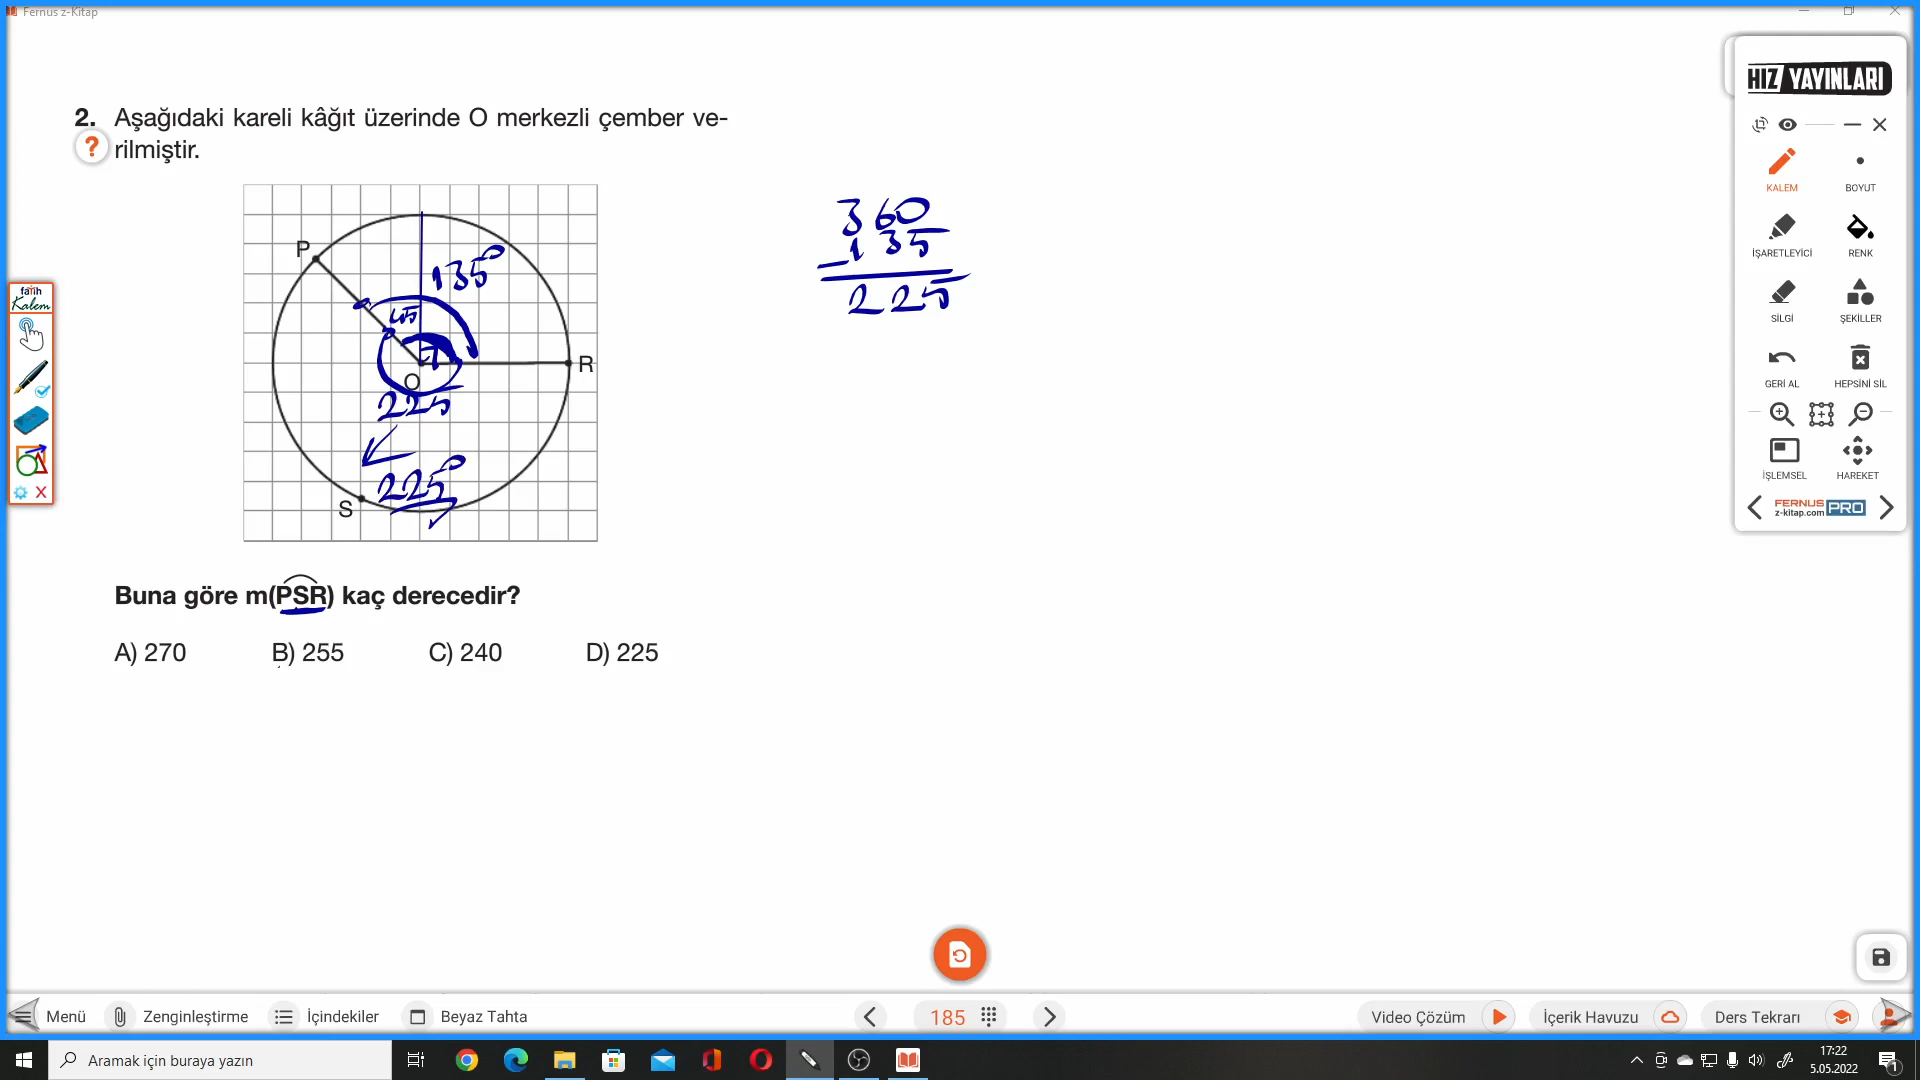 Fernus z-Kitap
HIZ YAYINLARI
2. Aşağıdaki kareli kâğıt üzerinde O merkezli çember ve-
rilmiştir.
?
P
135°
45
R
O
225
225°
S
360
- 135
225
Buna göre m(PSR) kaç derecedir?
A) 270 B) 255 C) 240 D) 225
fatih
Kalem
X
KALEM BOYUT
İŞARETLEYİCİ RENK
SİLGİ ŞEKİLLER
GERİ AL HEPSİNİ SİL
İŞLEMSEL HAREKET
FERNUS
z-kitap.com PRO
Menü Zenginleştirme İçindekiler Beyaz Tahta 185 Video Çözüm İçerik Havuzu Ders Tekrarı
Aramak için buraya yazın
17:22
5.05.2022
1